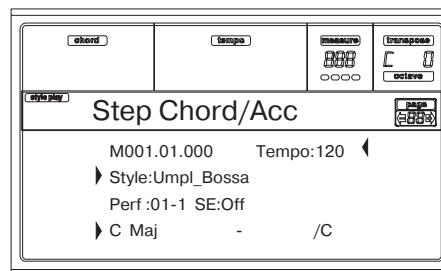 chord tempo measure transpose
888 C 0
octave
style play
Step Chord/Acc
page
88
M001.01.000 Tempo:120
Style:Umpl_Bossa
Perf :01-1 SE:Off
C Maj - /C